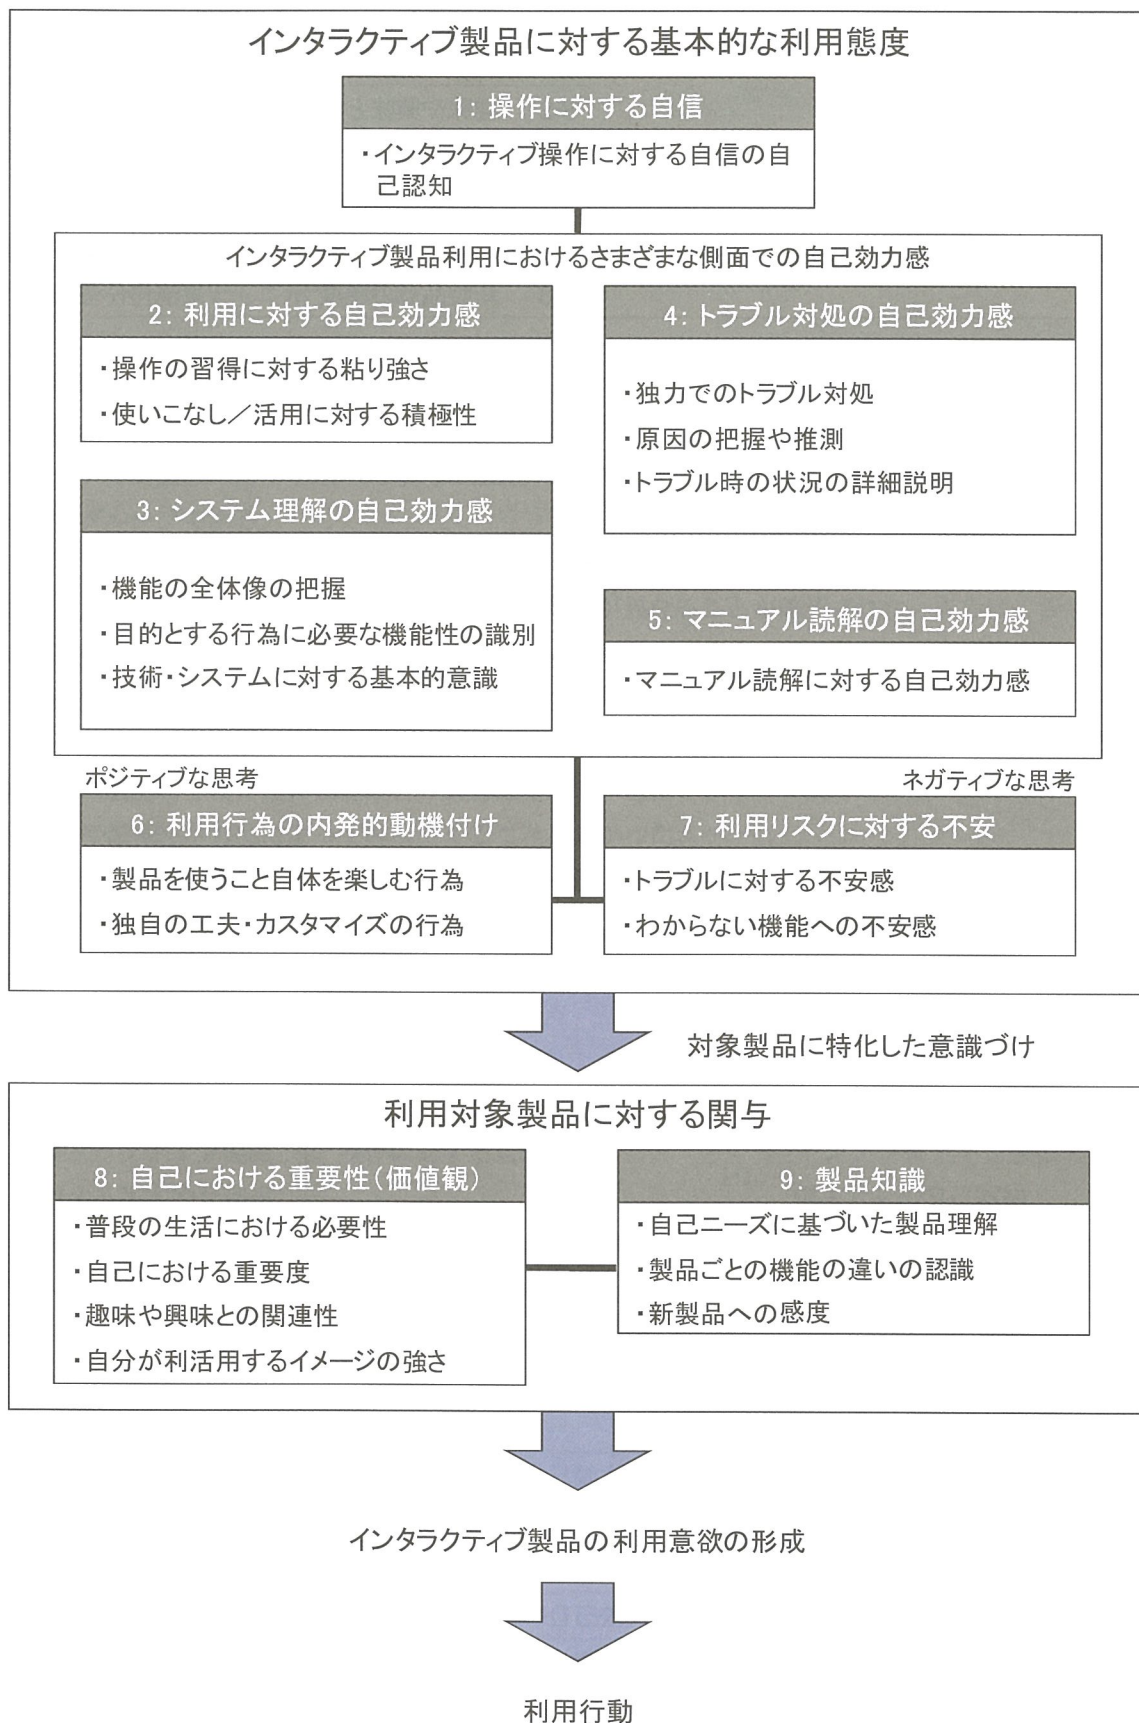 インタラクティブ製品に対する基本的な利用態度
1: 操作に対する自信
・インタラクティブ操作に対する自信の自
己認知
インタラクティブ製品利用におけるさまざまな側面での自己効力感
2: 利用に対する自己効力感
・操作の習得に対する粘り強さ
・使いこなし／活用に対する積極性
3: システム理解の自己効力感
・機能の全体像の把握
・目的とする行為に必要な機能性の識別
・技術・システムに対する基本的意識
4: トラブル対処の自己効力感
・独力でのトラブル対処
・原因の把握や推測
・トラブル時の状況の詳細説明
5: マニュアル読解の自己効力感
・マニュアル読解に対する自己効力感
ポジティブな思考
6: 利用行為の内発的動機付け
・製品を使うこと自体を楽しむ行為
・独自の工夫・カスタマイズの行為
ネガティブな思考
7: 利用リスクに対する不安
・トラブルに対する不安感
・わからない機能への不安感
対象製品に特化した意識づけ
利用対象製品に対する関与
8: 自己における重要性（価値観）
・普段の生活における必要性
・自己における重要度
・趣味や興味との関連性
・自分が利活用するイメージの強さ
9: 製品知識
・自己ニーズに基づいた製品理解
・製品ごとの機能の違いの認識
・新製品への感度
インタラクティブ製品の利用意欲の形成
利用行動